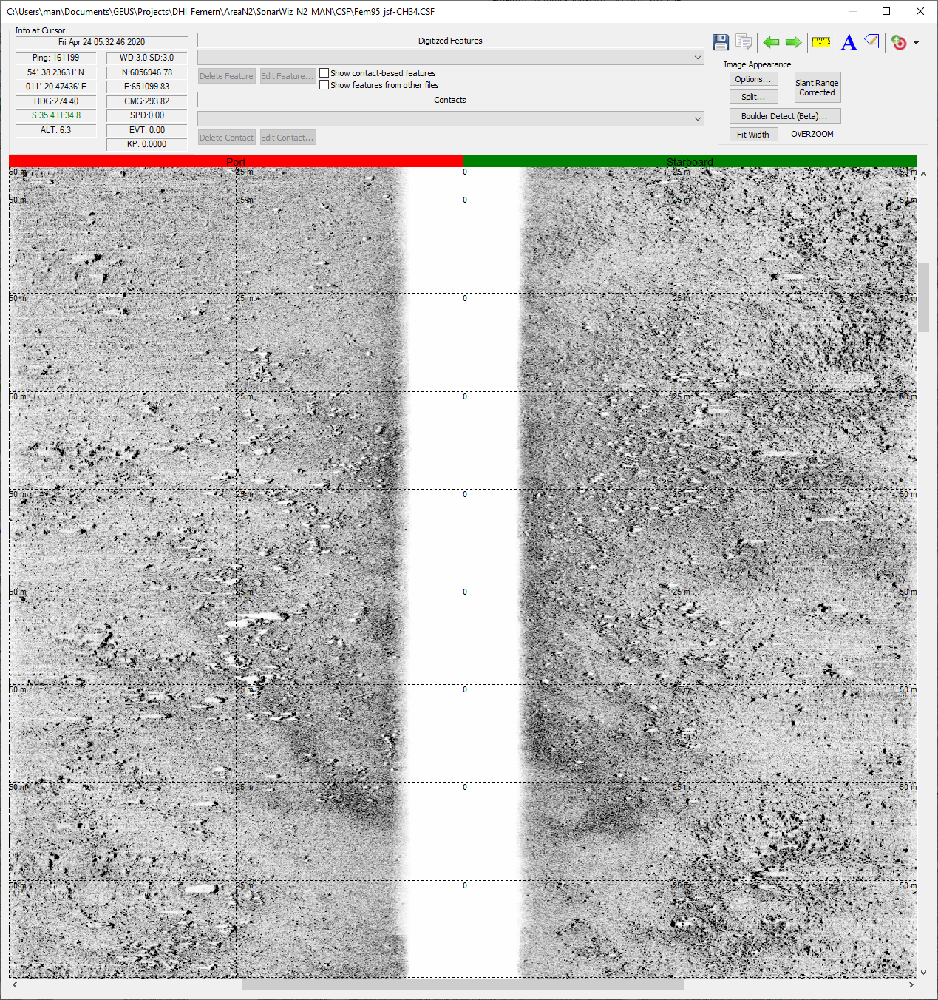 C:\Users\man\Documents\GEUS\Projects\DHI_Femern\AreaN2\SonarWiz_N2_MAN\CSF\Fem95_jsf-CH34.CSF
Info at Cursor
Fri Apr 24 05:32:46 2020
Ping: 161199 WD:3.0 SD:3.0
54° 38.23631' N N:6056946.78
011° 20.47436' E E:651099.83
HDG:274.40 CMG:293.82
S:35.4 H:34.8 SPD:0.00
ALT: 6.3 EVT: 0.00
KP: 0.0000
Digitized Features
Delete Feature Edit Feature... Show contact-based features
Show features from other files
Contacts
Delete Contact Edit Contact...
A
Image Appearance
Options... Slant Range
Split... Corrected
Boulder Detect (Beta)...
Fit Width OVERZOOM
Port Starboard
50 m 25 m 0 25 m 50 m
50 m 25 m 0 25 m 50 m
50 m 25 m 0 25 m 50 m
50 m 25 m 0 25 m 50 m
50 m 25 m 0 25 m 50 m
50 m 25 m 0 25 m 50 m
50 m 25 m 0 25 m 50 m
50 m 25 m 0 25 m 50 m
50 m 25 m 0 25 m 50 m